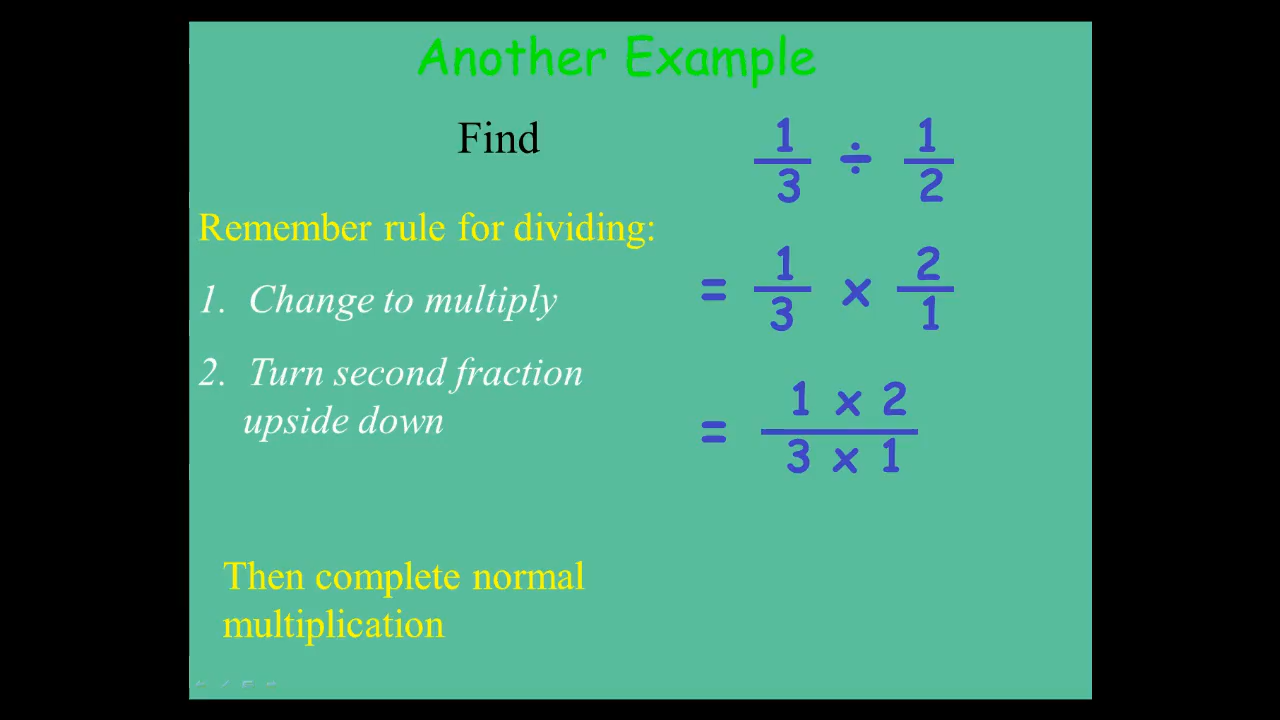 Another Example
Find
1/3 ÷ 1/2
Remember rule for dividing:
= 1/3 x 2/1
1. Change to multiply
2. Turn second fraction
upside down
= 1 x 2 / 3 x 1
Then complete normal
multiplication